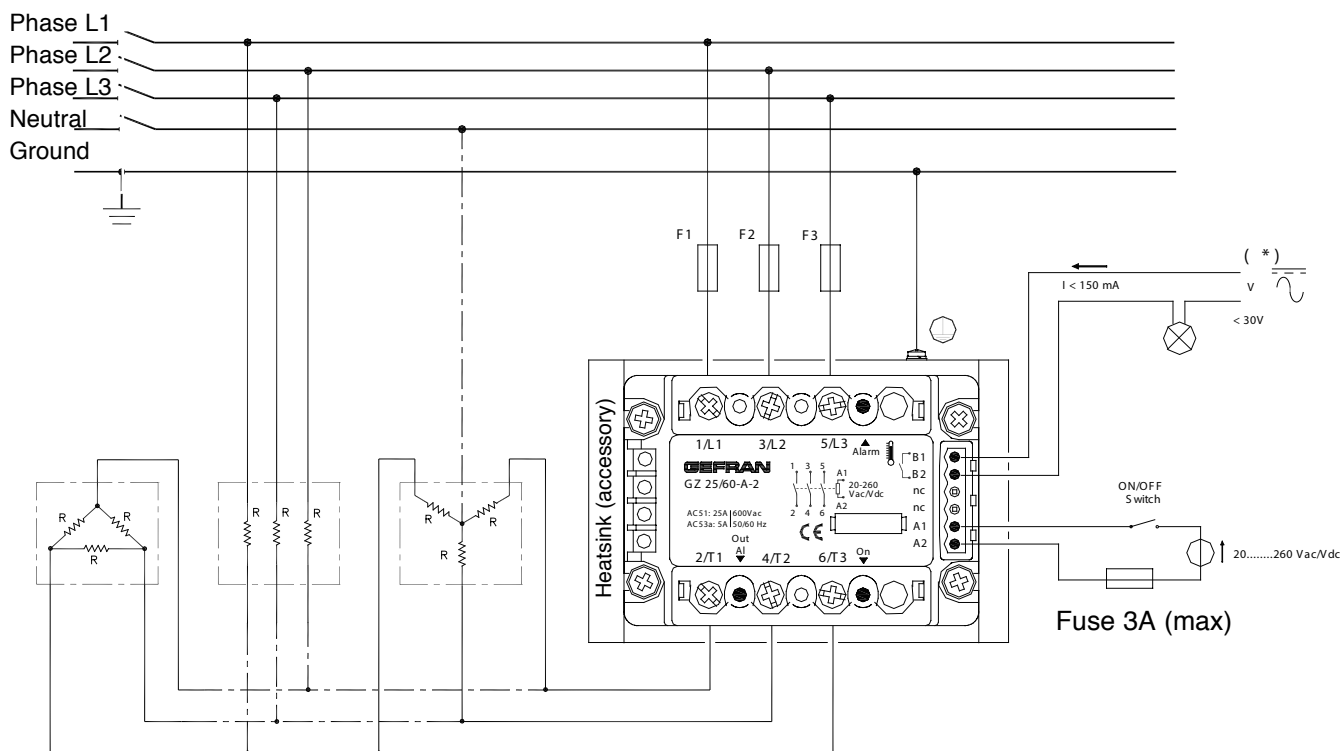 Phase L1
Phase L2
Phase L3
Neutral
Ground
F1 F2 F3
( * )
I < 150 mA
V
< 30V
Heatsink (accessory)
1/L1 3/L2 5/L3
Alarm
B1
B2
nc
nc
A1
A2
GEFRAN
GZ 25/60-A-2
1 3 5
A1
20-260
Vac/Vdc
A2
2 4 6
AC51: 25A 600Vac
AC53a: 5A 50/60 Hz
CE
Out
Al
On
2/T1 4/T2 6/T3
ON/OFF
Switch
20........260 Vac/Vdc
Fuse 3A (max)
R R
R
R R R
R R
R